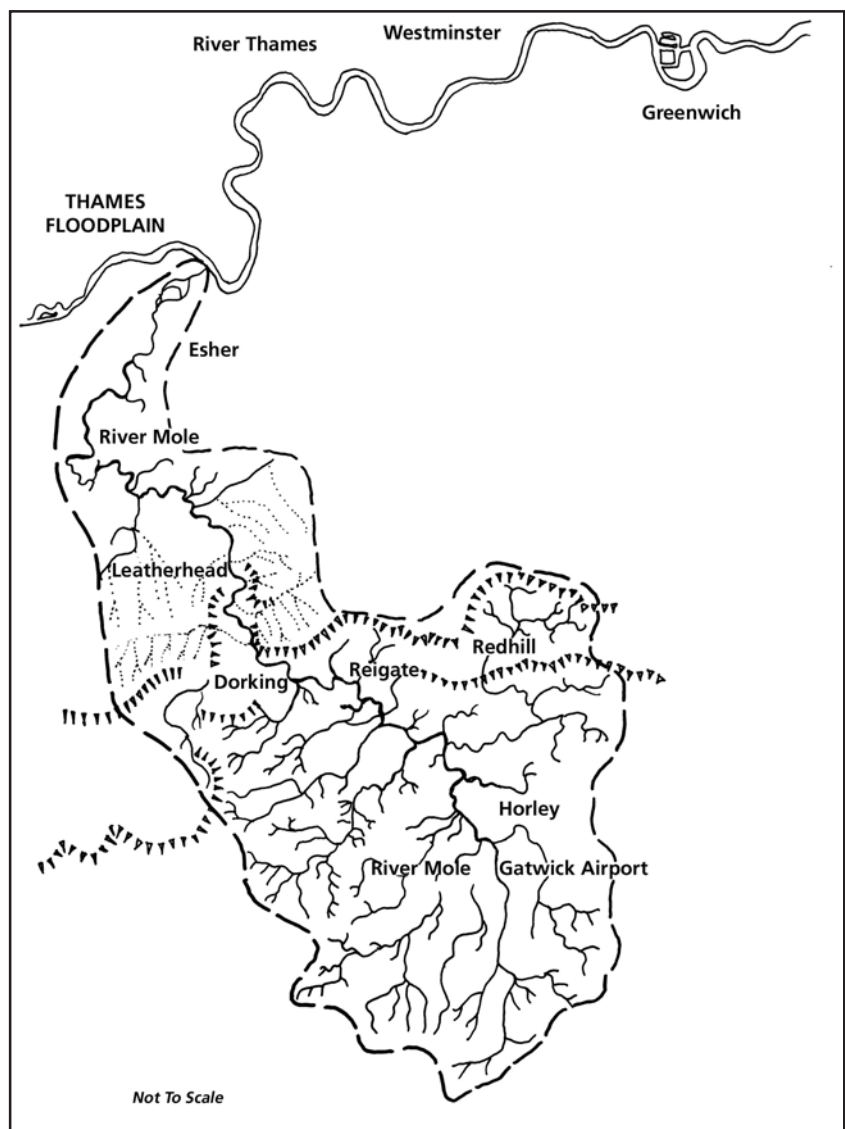 Westminster
River Thames
Greenwich
THAMES
FLOODPLAIN
Esher
River Mole
Leatherhead
Redhill
Reigate
Dorking
Horley
River Mole
Gatwick Airport
Not To Scale